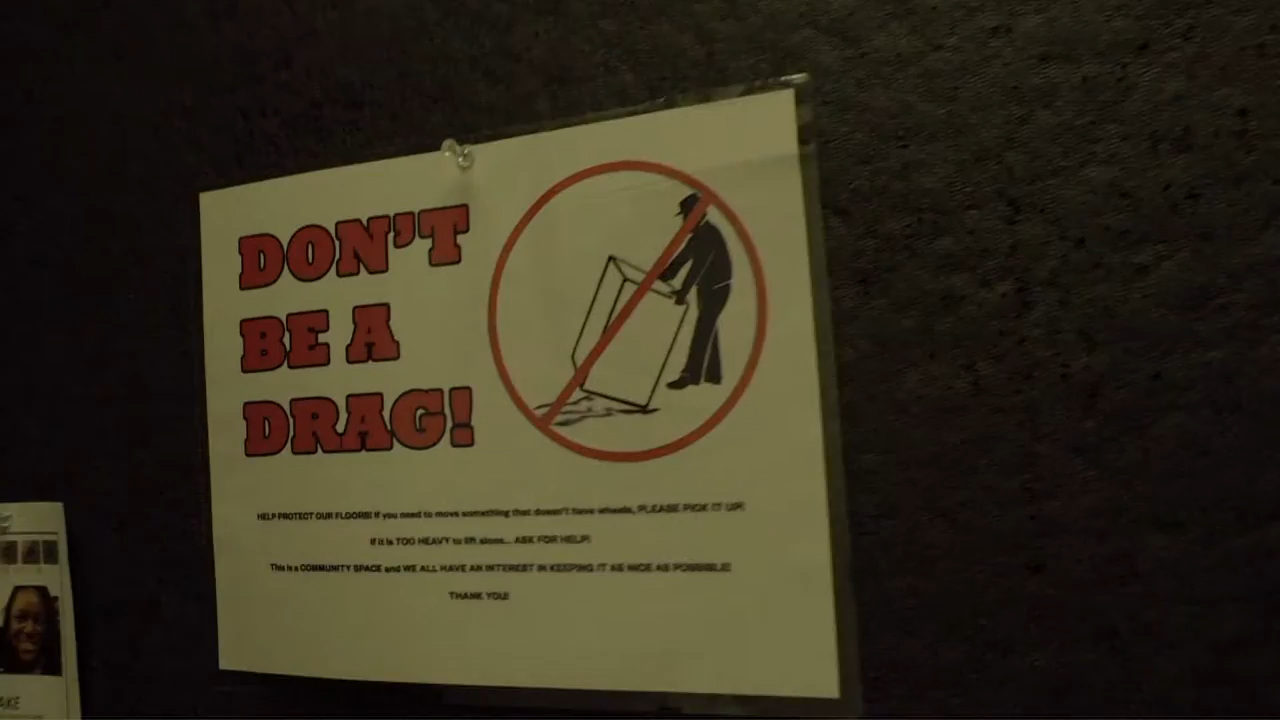 DON'T
BE A
DRAG!
HELP PROTECT OUR FLOORS! If you need to move something that doesn't have wheels, PLEASE PICK IT UP!
If it is TOO HEAVY to lift alone... ASK FOR HELP!
This is a COMMUNITY SPACE and WE ALL HAVE AN INTEREST IN KEEPING IT AS NICE AS POSSIBLE!
THANK YOU!
AKE